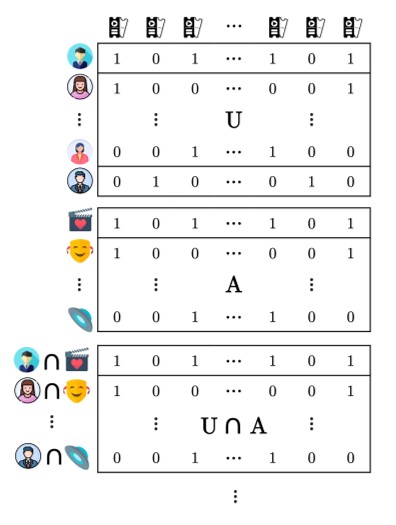 ⋯
1 0 1 ⋯ 1 0 1
1 0 0 ⋯ 0 0 1
⋮ ⋮ U ⋮
0 0 1 ⋯ 1 0 0
0 1 0 ⋯ 0 1 0
1 0 1 ⋯ 1 0 1
1 0 0 ⋯ 0 0 1
⋮ ⋮ A ⋮
0 0 1 ⋯ 1 0 0
∩ 1 0 1 ⋯ 1 0 1
∩ 1 0 0 ⋯ 0 0 1
⋮ ⋮ U ∩ A ⋮
∩ 0 0 1 ⋯ 1 0 0
⋮